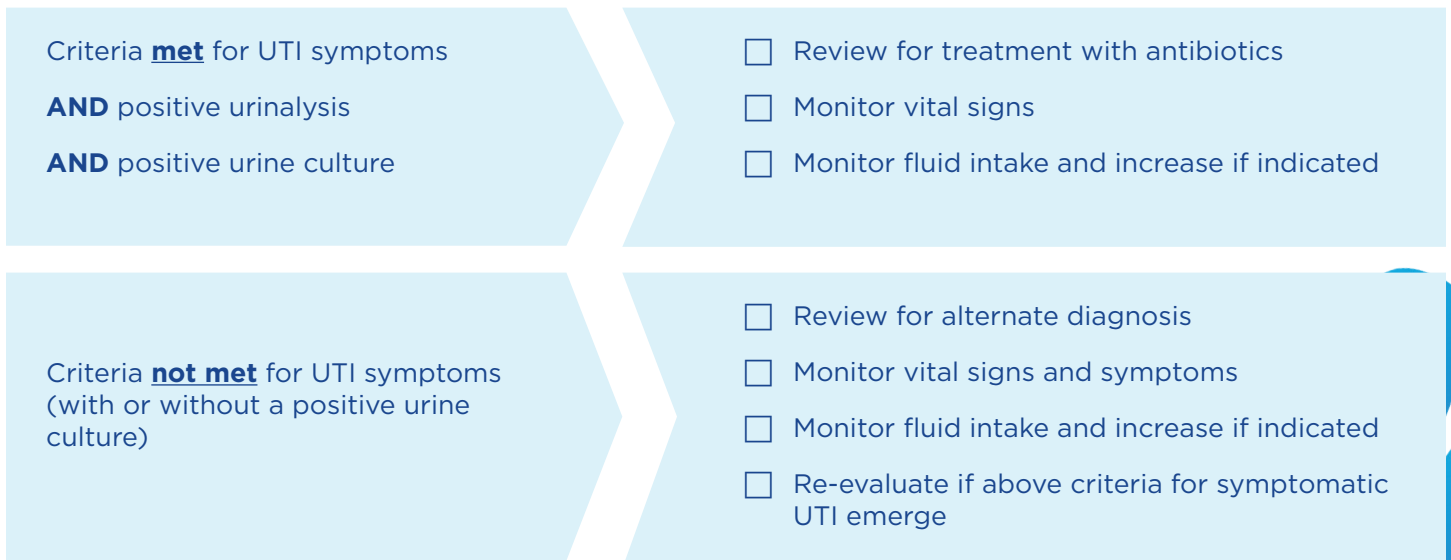 Criteria met for UTI symptoms
AND positive urinalysis
AND positive urine culture
Review for treatment with antibiotics
Monitor vital signs
Monitor fluid intake and increase if indicated
Criteria not met for UTI symptoms
(with or without a positive urine
culture)
Review for alternate diagnosis
Monitor vital signs and symptoms
Monitor fluid intake and increase if indicated
Re-evaluate if above criteria for symptomatic
UTI emerge